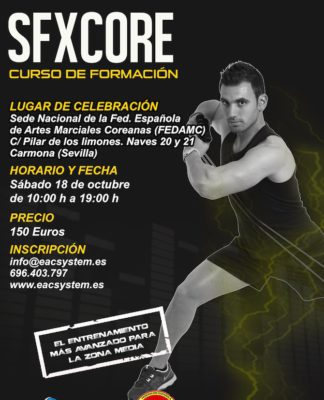 SFXCORE
CURSO DE FORMACIÓN
LUGAR DE CELEBRACIÓN
Sede Nacional de la Fed. Española
de Artes Marciales Coreanas (FEDAMC)
C/ Pilar de los limones. Naves 20 y 21
Carmona (Sevilla)
HORARIO Y FECHA
Sábado 18 de octubre
de 10:00 h a 19:00 h
PRECIO
150 Euros
INSCRIPCIÓN
info@eacsystem.es
696.403.797
www.eacsystem.es
EL ENTRENAMIENTO
MÁS AVANZADO PARA
LA ZONA MEDIA